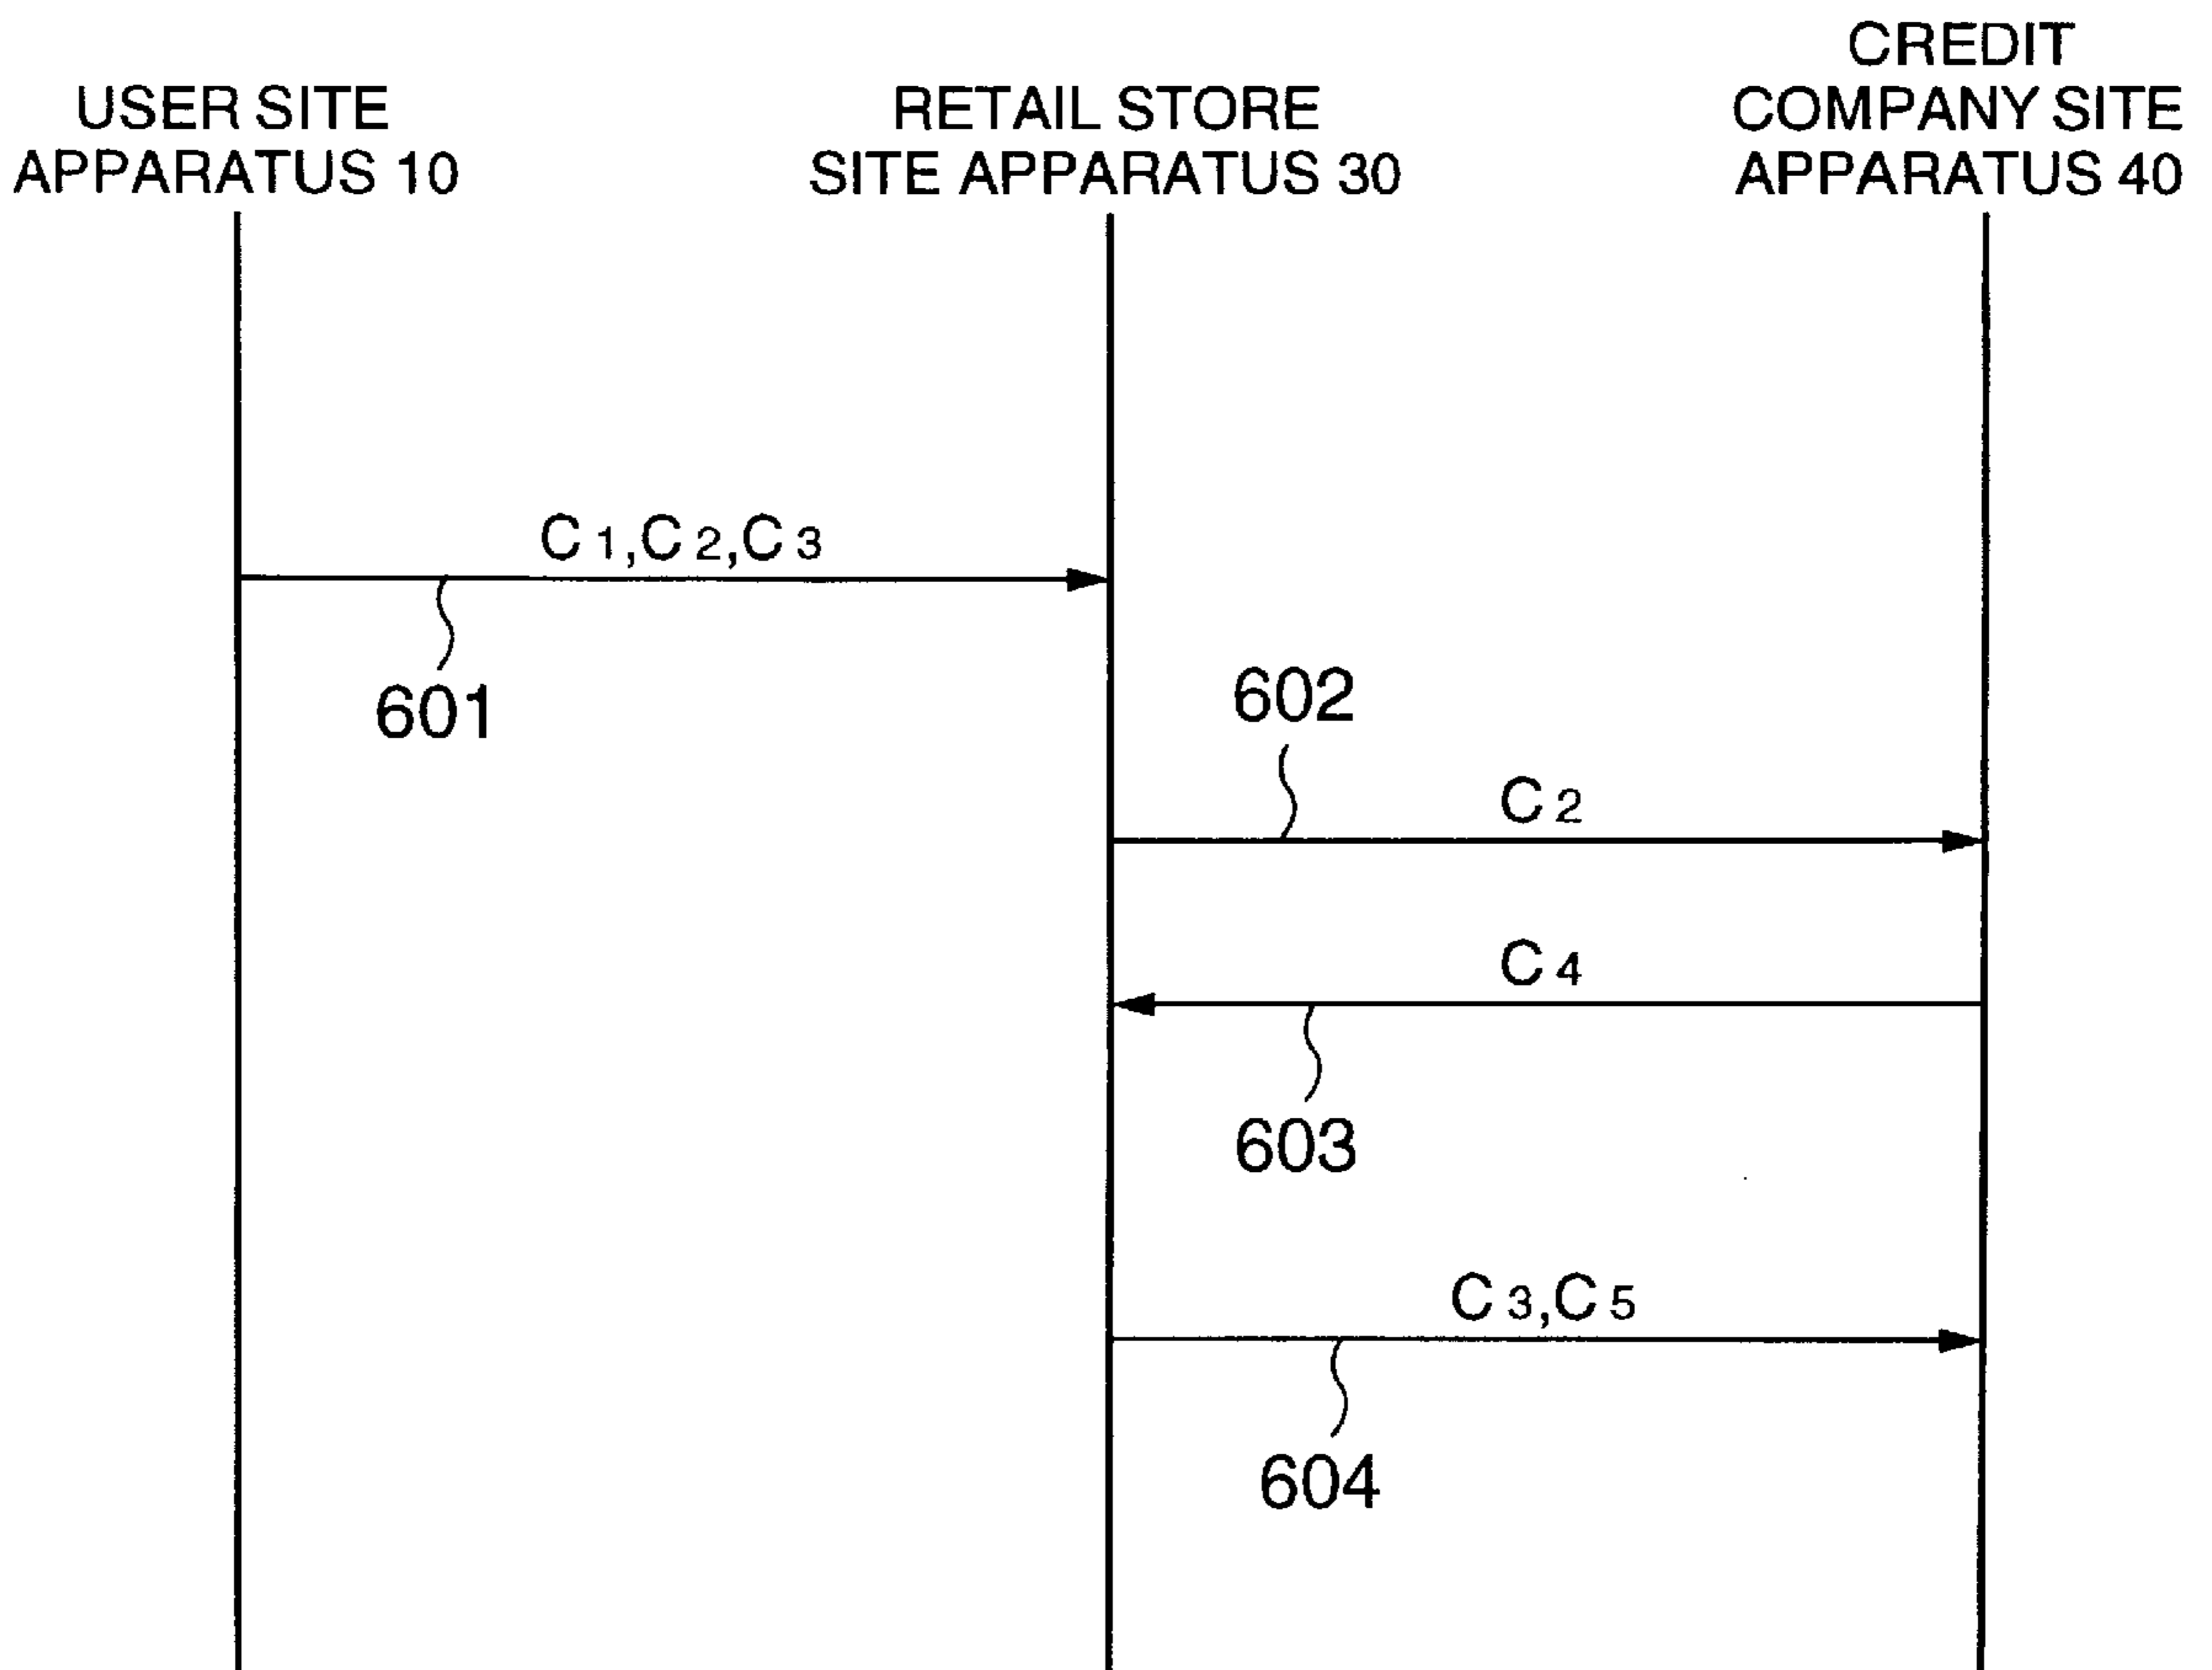 USER SITE
APPARATUS 10
RETAIL STORE
SITE APPARATUS 30
CREDIT
COMPANY SITE
APPARATUS 40
C1,C2,C3
601
602
C2
C4
603
C3,C5
604